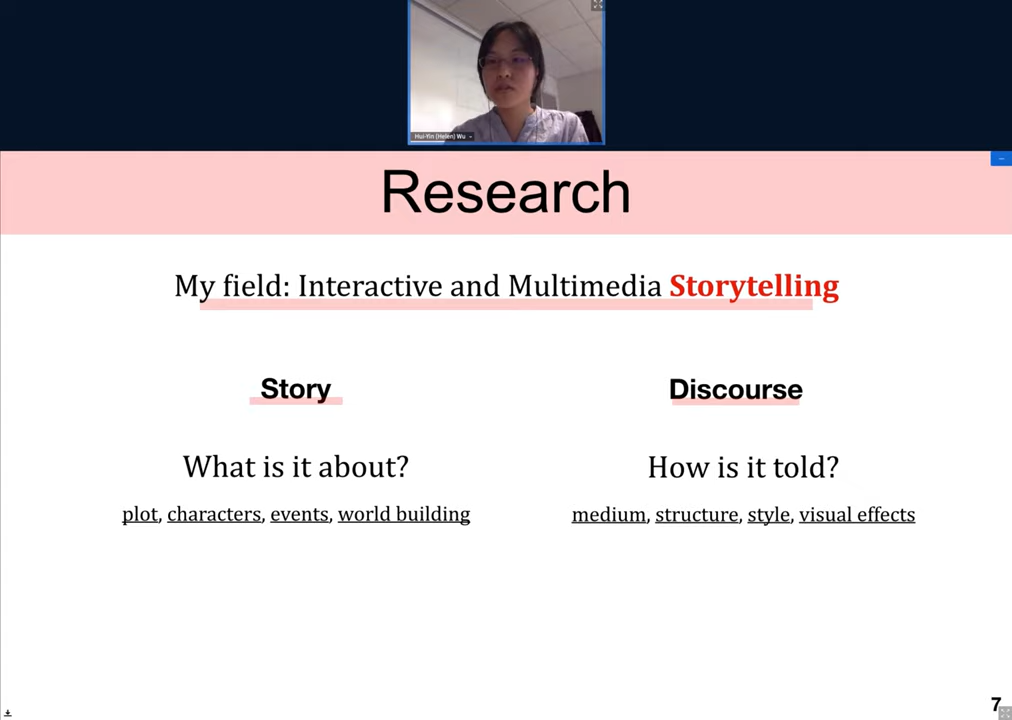 Hui-Yin (Helen) Wu
Research
My field: Interactive and Multimedia Storytelling
Story
Discourse
What is it about?
How is it told?
plot, characters, events, world building
medium, structure, style, visual effects
7